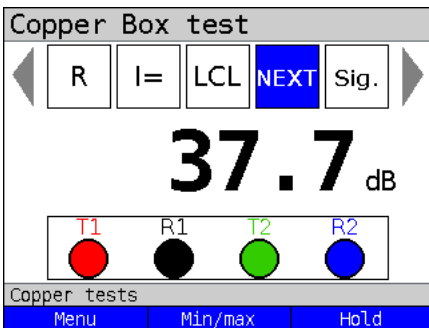 Copper Box test
R I= LCL NEXT Sig.
37.7 dB
T1 R1 T2 R2
Copper tests
Menu Min/max Hold